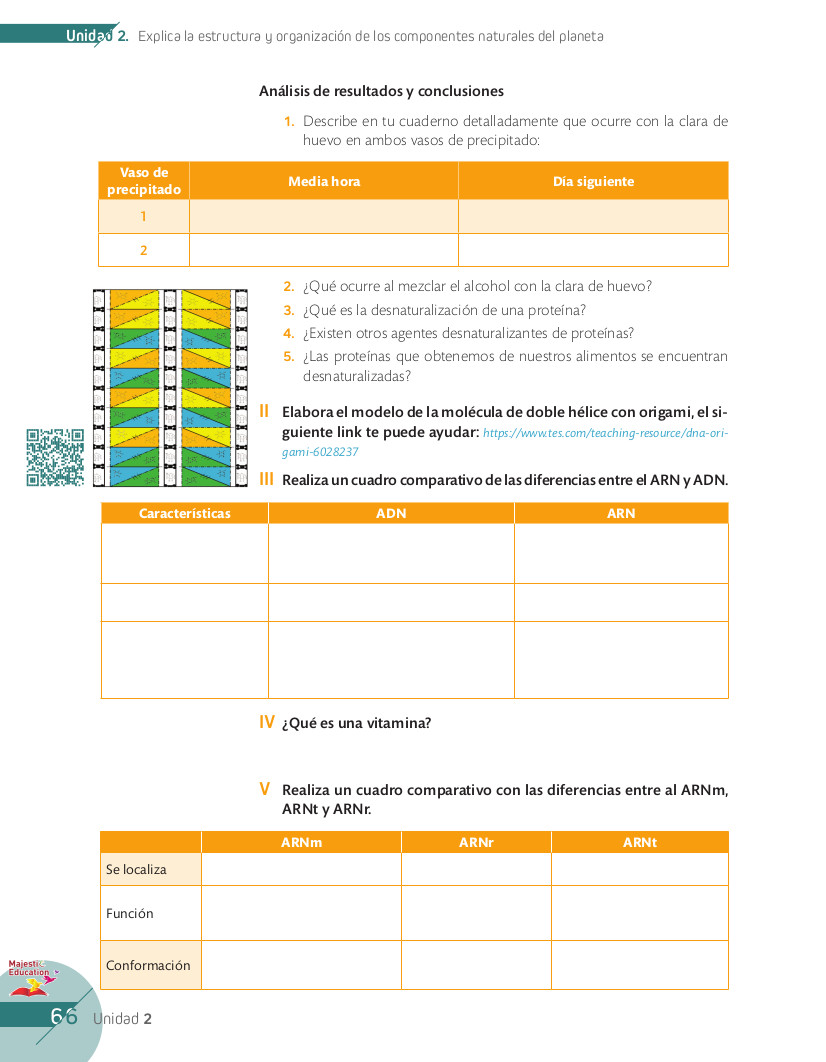 Unidad 2. Explica la estructura y organización de los componentes naturales del planeta
Análisis de resultados y conclusiones
1. Describe en tu cuaderno detalladamente que ocurre con la clara de
huevo en ambos vasos de precipitado:
Vaso de
precipitado
Media hora
Día siguiente
1
2
2. ¿Qué ocurre al mezclar el alcohol con la clara de huevo?
3. ¿Qué es la desnaturalización de una proteína?
4. ¿Existen otros agentes desnaturalizantes de proteínas?
5. ¿Las proteínas que obtenemos de nuestros alimentos se encuentran
desnaturalizadas?
II Elabora el modelo de la molécula de doble hélice con origami, el si-
guiente link te puede ayudar: https://www.tes.com/teaching-resource/dna-ori-
gami-6028237
III Realiza un cuadro comparativo de las diferencias entre el ARN y ADN.
Características ADN ARN
IV ¿Qué es una vitamina?
V Realiza un cuadro comparativo con las diferencias entre al ARNm,
ARNt y ARNr.
ARNm ARNr ARNt
Se localiza
Función
Conformación
Majestic
Education
66 Unidad 2